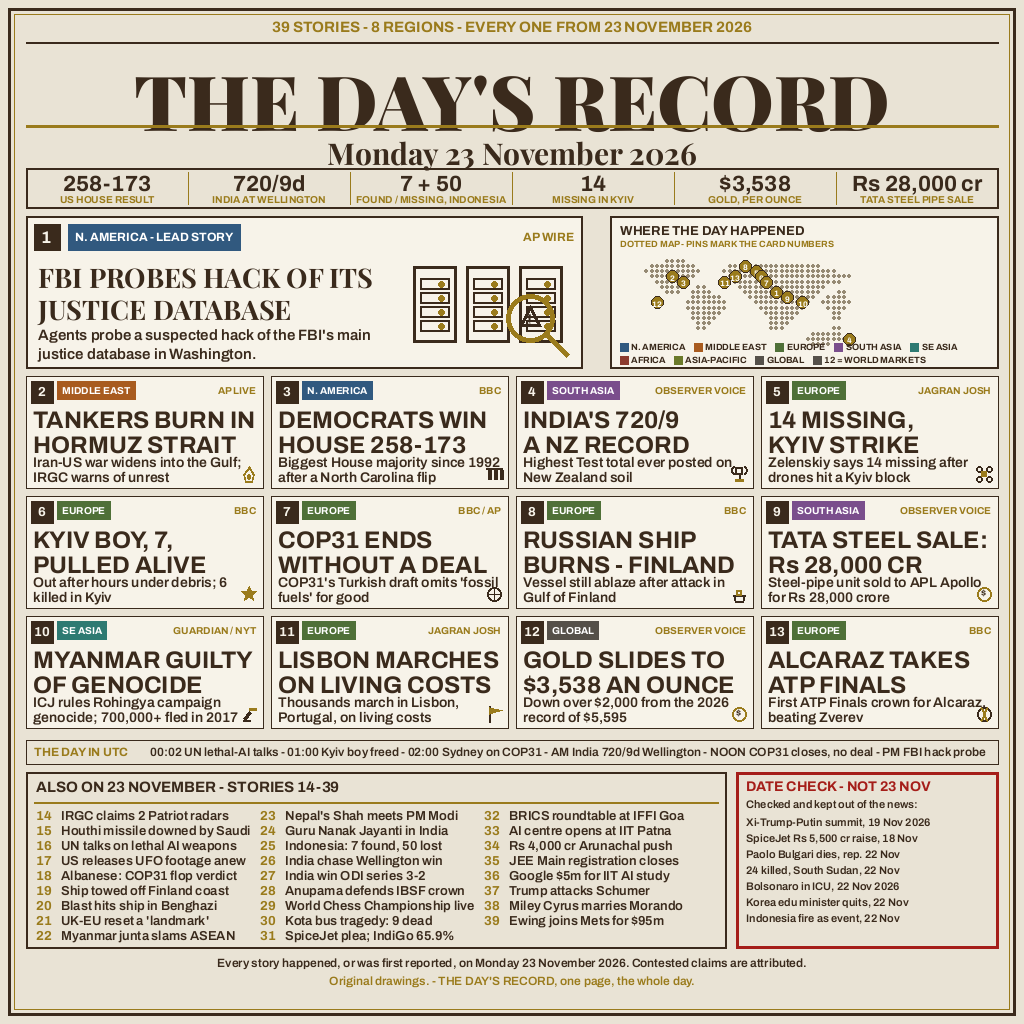 39 STORIES - 8 REGIONS - EVERY ONE FROM 23 NOVEMBER 2026
THE DAY'S RECORD
Monday 23 November 2026
258-173
US HOUSE RESULT
720/9d
INDIA AT WELLINGTON
7 + 50
FOUND / MISSING, INDONESIA
14
MISSING IN KYIV
$3,538
GOLD, PER OUNCE
Rs 28,000 cr
TATA STEEL PIPE SALE
1
N. AMERICA - LEAD STORY
AP WIRE
FBI PROBES HACK OF ITS
JUSTICE DATABASE
Agents probe a suspected hack of the FBI's main
justice database in Washington.
WHERE THE DAY HAPPENED
DOTTED MAP - PINS MARK THE CARD NUMBERS
N. AMERICA
MIDDLE EAST
EUROPE
SOUTH ASIA
SE ASIA
AFRICA
ASIA-PACIFIC
GLOBAL
12 = WORLD MARKETS
2
MIDDLE EAST
AP LIVE
TANKERS BURN IN
HORMUZ STRAIT
Iran-US war widens into the Gulf;
IRGC warns of unrest
3
N. AMERICA
BBC
DEMOCRATS WIN
HOUSE 258-173
Biggest House majority since 1992
after a North Carolina flip
4
SOUTH ASIA
OBSERVER VOICE
INDIA'S 720/9
A NZ RECORD
Highest Test total ever posted on
New Zealand soil
5
EUROPE
JAGRAN JOSH
14 MISSING,
KYIV STRIKE
Zelenskiy says 14 missing after
drones hit a Kyiv block
6
EUROPE
BBC
KYIV BOY, 7,
PULLED ALIVE
Out after hours under debris; 6
killed in Kyiv
7
EUROPE
BBC / AP
COP31 ENDS
WITHOUT A DEAL
COP31's Turkish draft omits 'fossil
fuels' for good
8
EUROPE
BBC
RUSSIAN SHIP
BURNS - FINLAND
Vessel still ablaze after attack in
Gulf of Finland
9
SOUTH ASIA
OBSERVER VOICE
TATA STEEL SALE:
Rs 28,000 CR
Steel-pipe unit sold to APL Apollo
for Rs 28,000 crore
10
SE ASIA
GUARDIAN / NYT
MYANMAR GUILTY
OF GENOCIDE
ICJ rules Rohingya campaign
genocide; 700,000+ fled in 2017
11
EUROPE
JAGRAN JOSH
LISBON MARCHES
ON LIVING COSTS
Thousands march in Lisbon,
Portugal, on living costs
12
GLOBAL
OBSERVER VOICE
GOLD SLIDES TO
$3,538 AN OUNCE
Down over $2,000 from the 2026
record of $5,595
13
EUROPE
BBC
ALCARAZ TAKES
ATP FINALS
First ATP Finals crown for Alcaraz,
beating Zverev
THE DAY IN UTC
00:02 UN lethal-AI talks - 01:00 Kyiv boy freed - 02:00 Sydney on COP31 - AM India 720/9d Wellington - NOON COP31 closes, no deal - PM FBI hack probe
ALSO ON 23 NOVEMBER - STORIES 14-39
14 IRGC claims 2 Patriot radars
15 Houthi missile downed by Saudi
16 UN talks on lethal AI weapons
17 US releases UFO footage anew
18 Albanese: COP31 flop verdict
19 Ship towed off Finland coast
20 Blast hits ship in Benghazi
21 UK-EU reset a 'landmark'
22 Myanmar junta slams ASEAN
23 Nepal's Shah meets PM Modi
24 Guru Nanak Jayanti in India
25 Indonesia: 7 found, 50 lost
26 India chase Wellington win
27 India win ODI series 3-2
28 Anupama defends IBSF crown
29 World Chess Championship live
30 Kota bus tragedy: 9 dead
31 SpiceJet plea; IndiGo 65.9%
32 BRICS roundtable at IFFI Goa
33 AI centre opens at IIT Patna
34 Rs 4,000 cr Arunachal push
35 JEE Main registration closes
36 Google $5m for IIT AI study
37 Trump attacks Schumer
38 Miley Cyrus marries Morando
39 Ewing joins Mets for $95m
DATE CHECK - NOT 23 NOV
Checked and kept out of the news:
Xi-Trump-Putin summit, 19 Nov 2026
SpiceJet Rs 5,500 cr raise, 18 Nov
Paolo Bulgari dies, rep. 22 Nov
24 killed, South Sudan, 22 Nov
Bolsonaro in ICU, 22 Nov 2026
Korea edu minister quits, 22 Nov
Indonesia fire as event, 22 Nov
Every story happened, or was first reported, on Monday 23 November 2026. Contested claims are attributed.
Original drawings. - THE DAY'S RECORD, one page, the whole day.